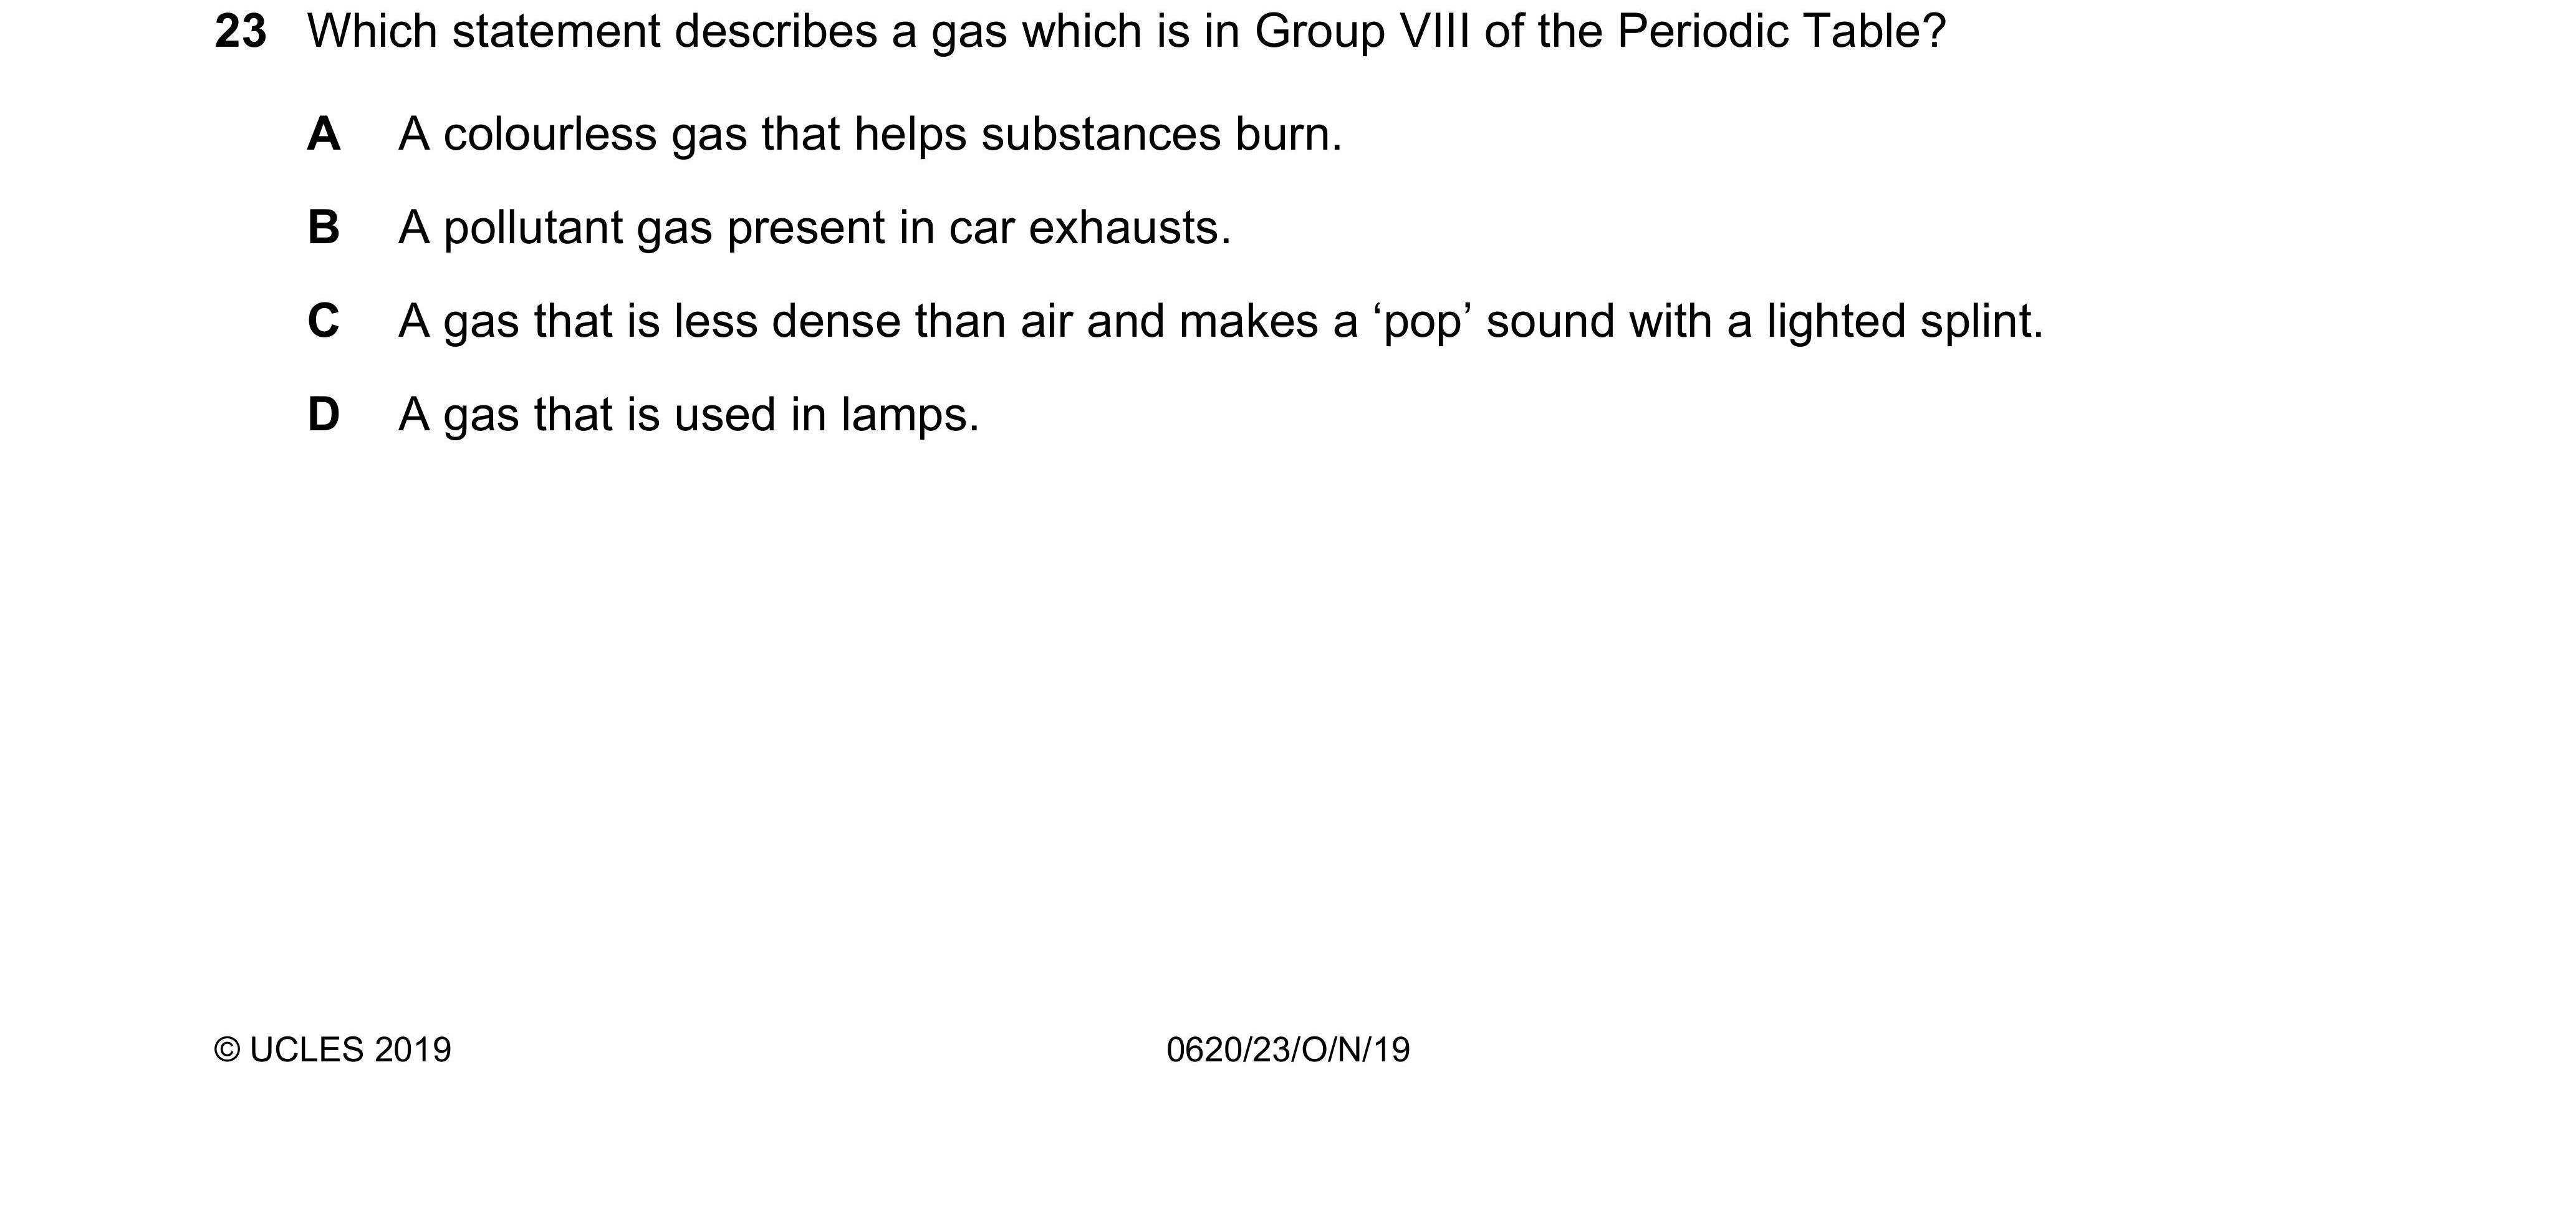 23 Which statement describes a gas which is in Group VIII of the Periodic Table?
A A colourless gas that helps substances burn.
B A pollutant gas present in car exhausts.
C A gas that is less dense than air and makes a ‘pop’ sound with a lighted splint.
D A gas that is used in lamps.
© UCLES 2019 0620/23/O/N/19